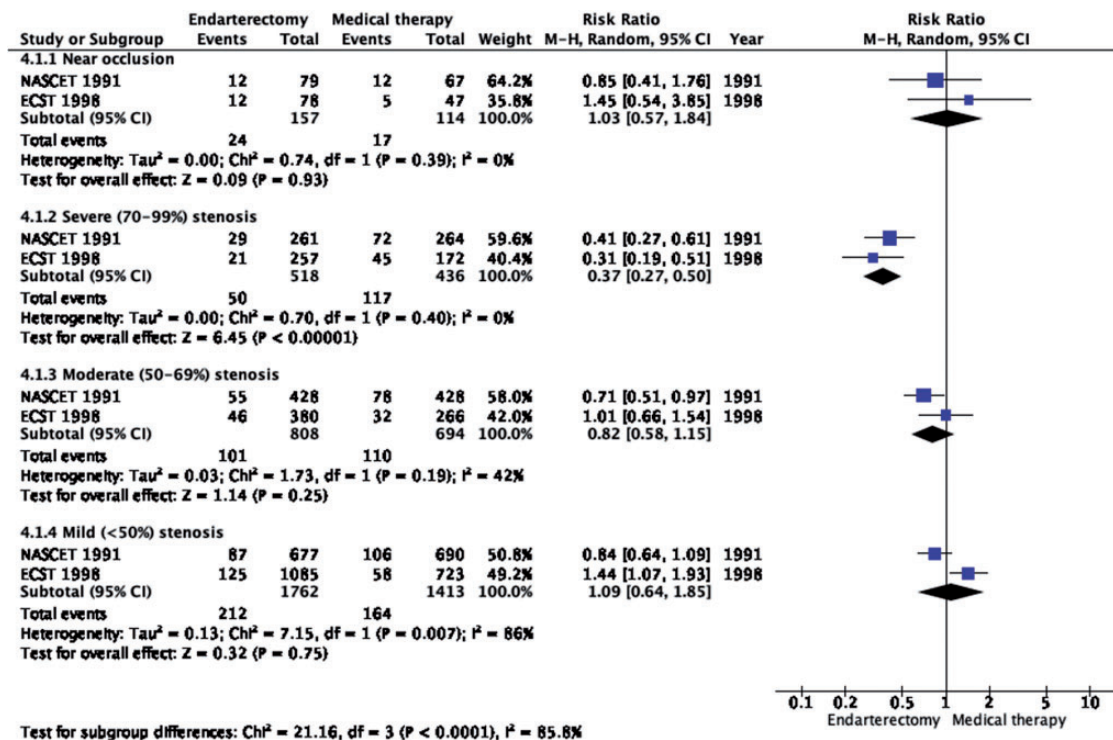 Endarterectomy Medical therapy Risk Ratio Risk Ratio
Study or Subgroup Events Total Events Total Weight M-H, Random, 95% CI Year M-H, Random, 95% CI
4.1.1 Near occlusion
NASCET 1991 12 79 12 67 64.2% 0.85 [0.41, 1.76] 1991
ECST 1998 12 78 5 47 35.8% 1.45 [0.54, 3.85] 1998
Subtotal (95% CI) 157 114 100.0% 1.03 [0.57, 1.84]
Total events 24 17
Heterogeneity: Tau² = 0.00; Chi² = 0.74, df = 1 (P = 0.39); I² = 0%
Test for overall effect: Z = 0.09 (P = 0.93)
4.1.2 Severe (70-99%) stenosis
NASCET 1991 29 261 72 264 59.6% 0.41 [0.27, 0.61] 1991
ECST 1998 21 257 45 172 40.4% 0.31 [0.19, 0.51] 1998
Subtotal (95% CI) 518 436 100.0% 0.37 [0.27, 0.50]
Total events 50 117
Heterogeneity: Tau² = 0.00; Chi² = 0.70, df = 1 (P = 0.40); I² = 0%
Test for overall effect: Z = 6.45 (P < 0.00001)
4.1.3 Moderate (50-69%) stenosis
NASCET 1991 55 428 78 428 58.0% 0.71 [0.51, 0.97] 1991
ECST 1998 46 380 32 266 42.0% 1.01 [0.66, 1.54] 1998
Subtotal (95% CI) 808 694 100.0% 0.82 [0.58, 1.15]
Total events 101 110
Heterogeneity: Tau² = 0.03; Chi² = 1.73, df = 1 (P = 0.19); I² = 42%
Test for overall effect: Z = 1.14 (P = 0.25)
4.1.4 Mild (<50%) stenosis
NASCET 1991 87 677 106 690 50.8% 0.84 [0.64, 1.09] 1991
ECST 1998 125 1085 58 723 49.2% 1.44 [1.07, 1.93] 1998
Subtotal (95% CI) 1762 1413 100.0% 1.09 [0.64, 1.85]
Total events 212 164
Heterogeneity: Tau² = 0.13; Chi² = 7.15, df = 1 (P = 0.007); I² = 86%
Test for overall effect: Z = 0.32 (P = 0.75)
0.1 0.2 0.5 1 2 5 10
Endarterectomy Medical therapy
Test for subgroup differences: Chi² = 21.16, df = 3 (P < 0.0001), I² = 85.8%